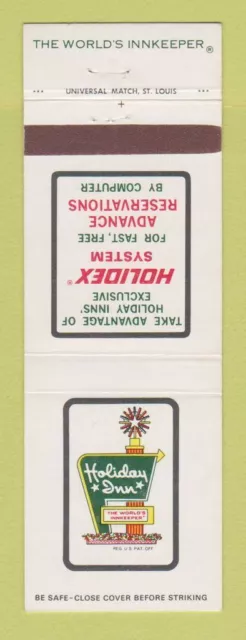 THE WORLD'S INNKEEPER®
*** UNIVERSAL MATCH, ST. LOUIS ***
+
TAKE ADVANTAGE OF
HOLIDAY INNS'
EXCLUSIVE
HOLIDEX®
SYSTEM
FOR FAST, FREE
ADVANCE
RESERVATIONS
BY COMPUTER
Holiday
Inn
THE WORLD'S
INNKEEPER
REG. U.S. PAT. OFF.
BE SAFE-CLOSE COVER BEFORE STRIKING